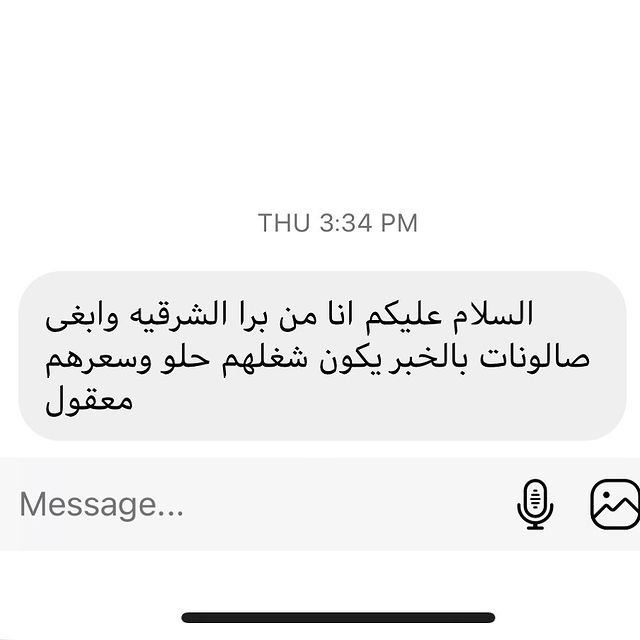 THU 3:34 PM
السلام عليكم انا من برا الشرقيه وابغى
صالونات بالخبر يكون شغلهم حلو وسعرهم
معقول
Message...